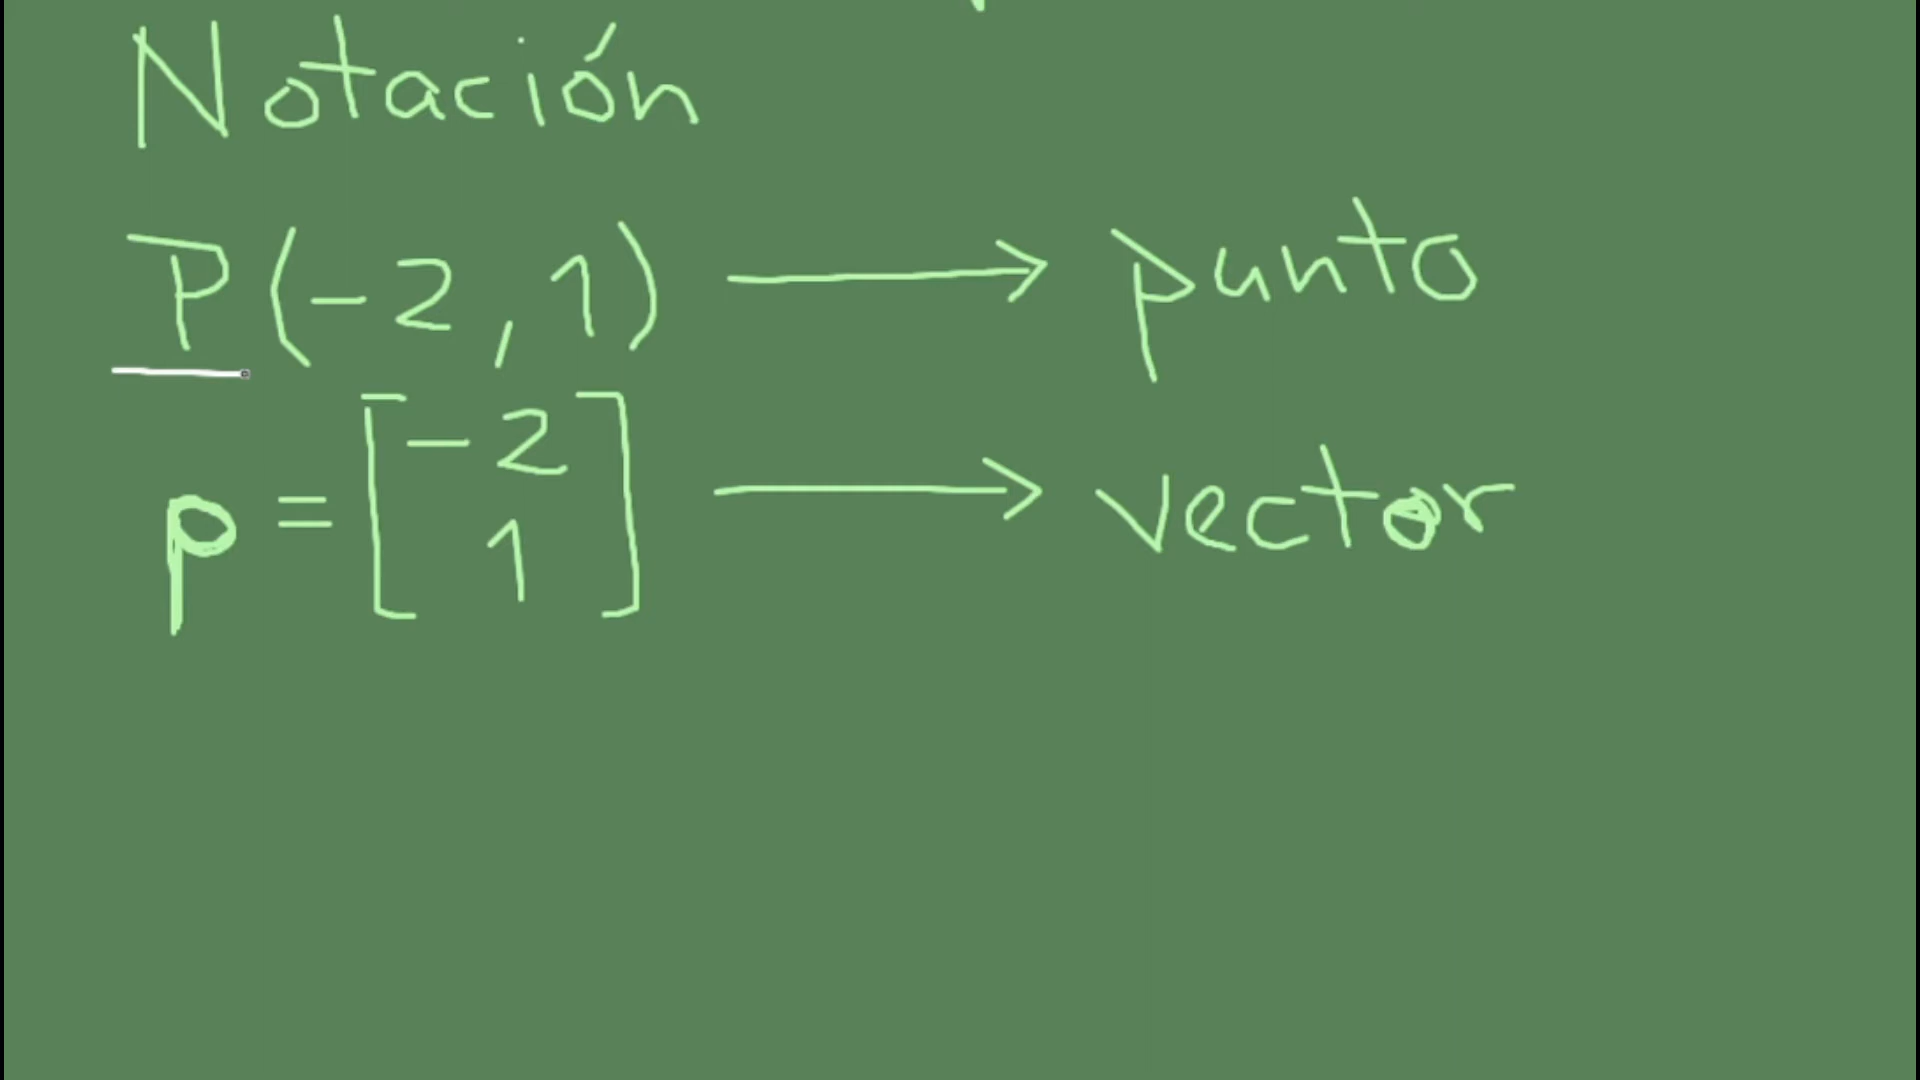 Notación
P(-2,1) → punto
p = [-2 1] → vector